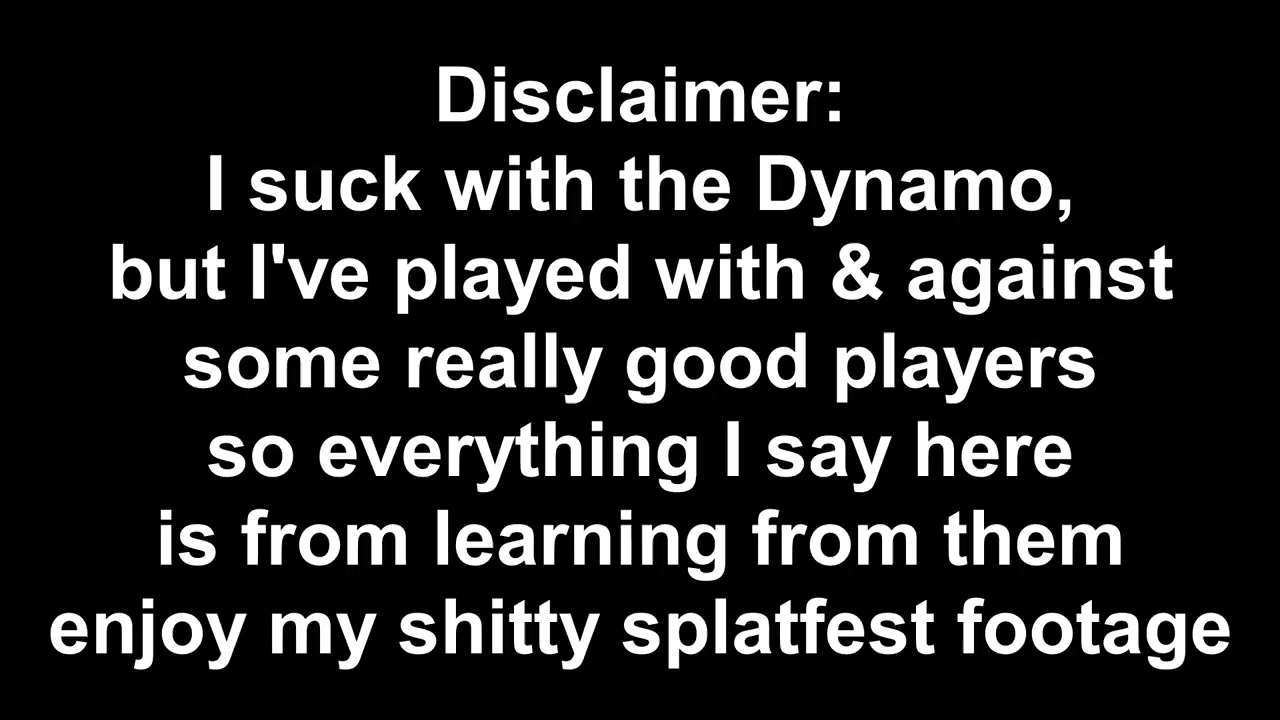 Disclaimer:
I suck with the Dynamo,
but I've played with & against
some really good players
so everything I say here
is from learning from them
enjoy my shitty splatfest footage